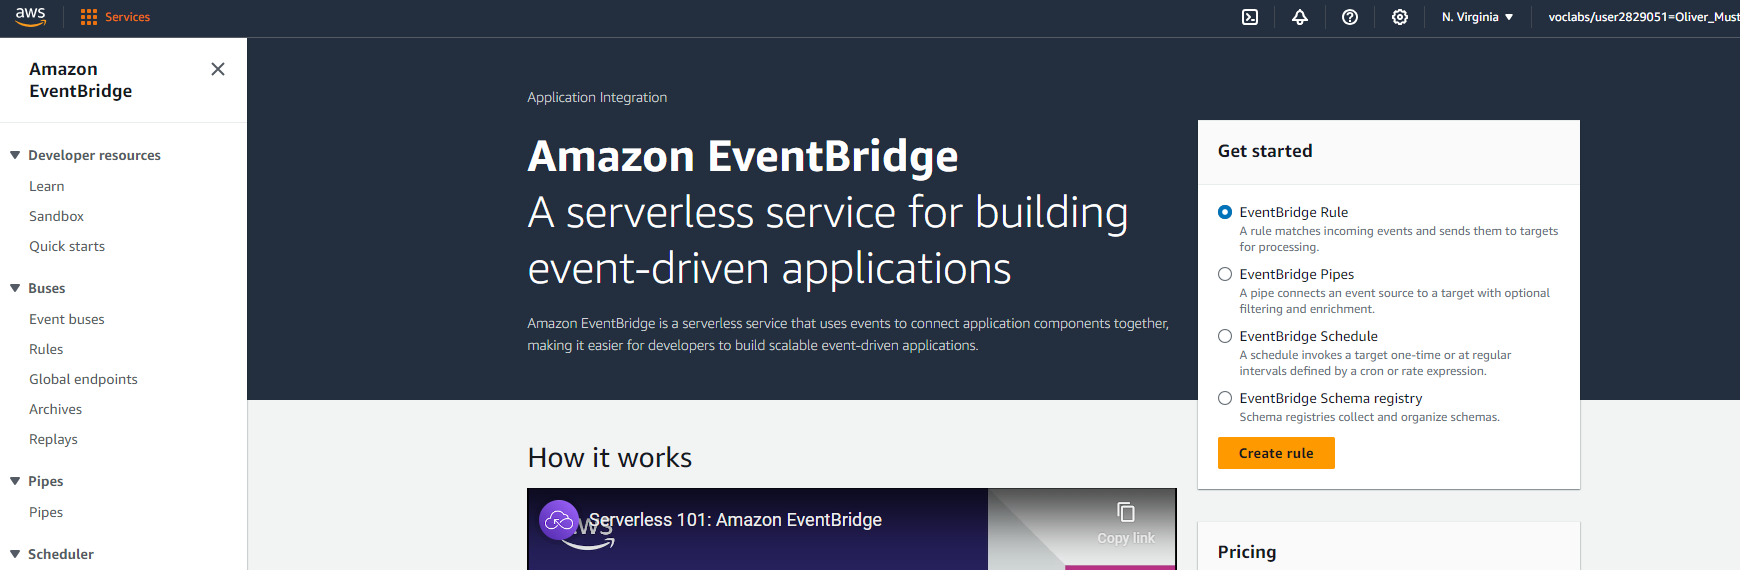 aws
Services
N. Virginia
voclabs/user2829051=Oliver_Must
Amazon
EventBridge
Developer resources
Learn
Sandbox
Quick starts
Buses
Event buses
Rules
Global endpoints
Archives
Replays
Pipes
Pipes
Scheduler
Application Integration
Amazon EventBridge
A serverless service for building
event-driven applications
Amazon EventBridge is a serverless service that uses events to connect application components together,
making it easier for developers to build scalable event-driven applications.
Get started
EventBridge Rule
A rule matches incoming events and sends them to targets
for processing.
EventBridge Pipes
A pipe connects an event source to a target with optional
filtering and enrichment.
EventBridge Schedule
A schedule invokes a target one-time or at regular
intervals defined by a cron or rate expression.
EventBridge Schema registry
Schema registries collect and organize schemas.
Create rule
How it works
aws
Serverless 101: Amazon EventBridge
Copy link
Pricing